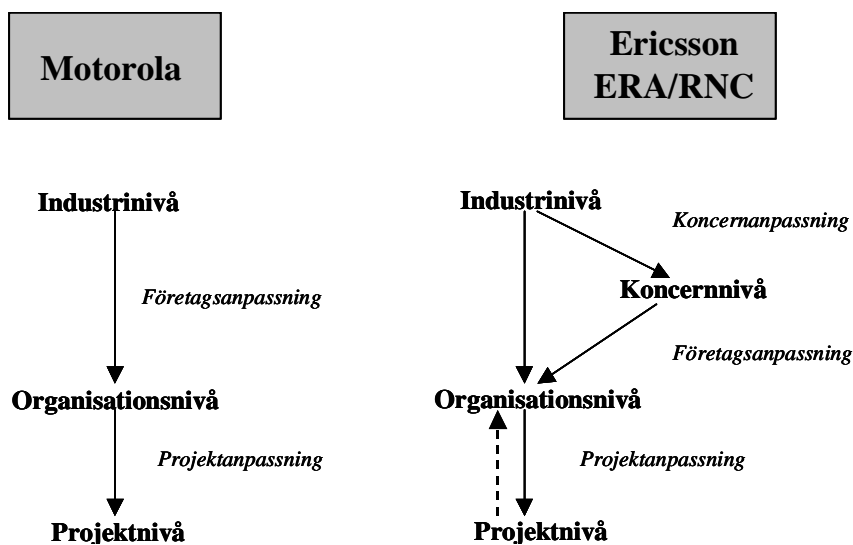 Motorola
Ericsson
ERA/RNC
Industrinivå
Företagsanpassning
Organisationsnivå
Projektanpassning
Projektnivå
Industrinivå
Koncernanpassning
Koncernnivå
Företagsanpassning
Organisationsnivå
Projektanpassning
Projektnivå